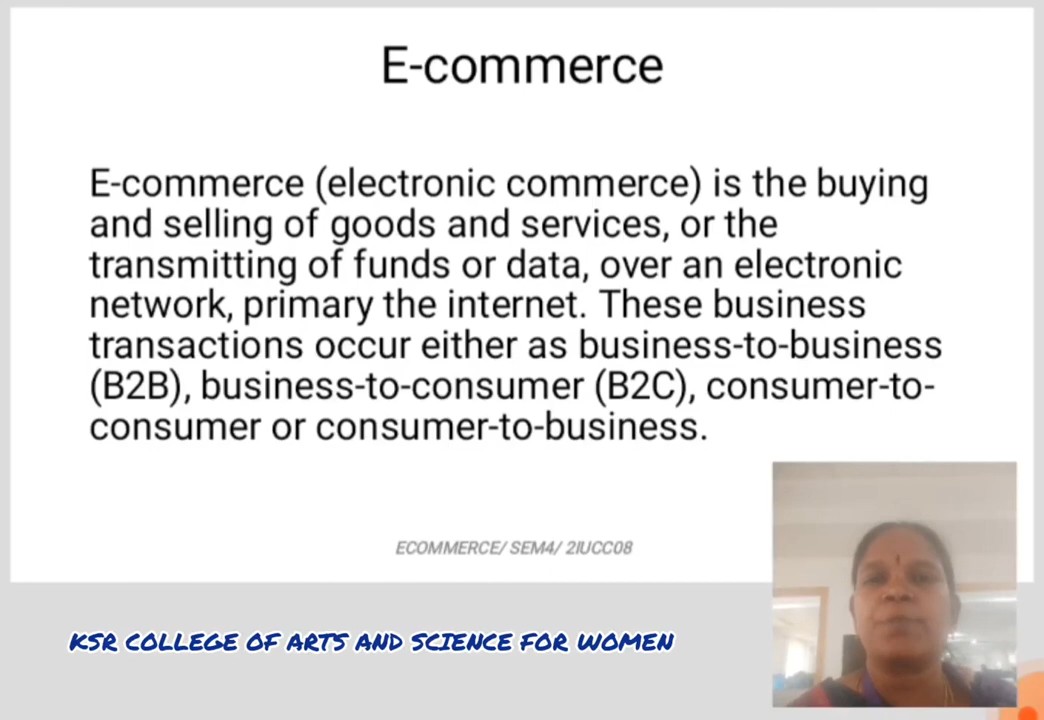 E-commerce
E-commerce (electronic commerce) is the buying
and selling of goods and services, or the
transmitting of funds or data, over an electronic
network, primary the internet. These business
transactions occur either as business-to-business
(B2B), business-to-consumer (B2C), consumer-to-
consumer or consumer-to-business.
ECOMMERCE/ SEM4/ 2IUCC08
KSR COLLEGE OF ARTS AND SCIENCE FOR WOMEN